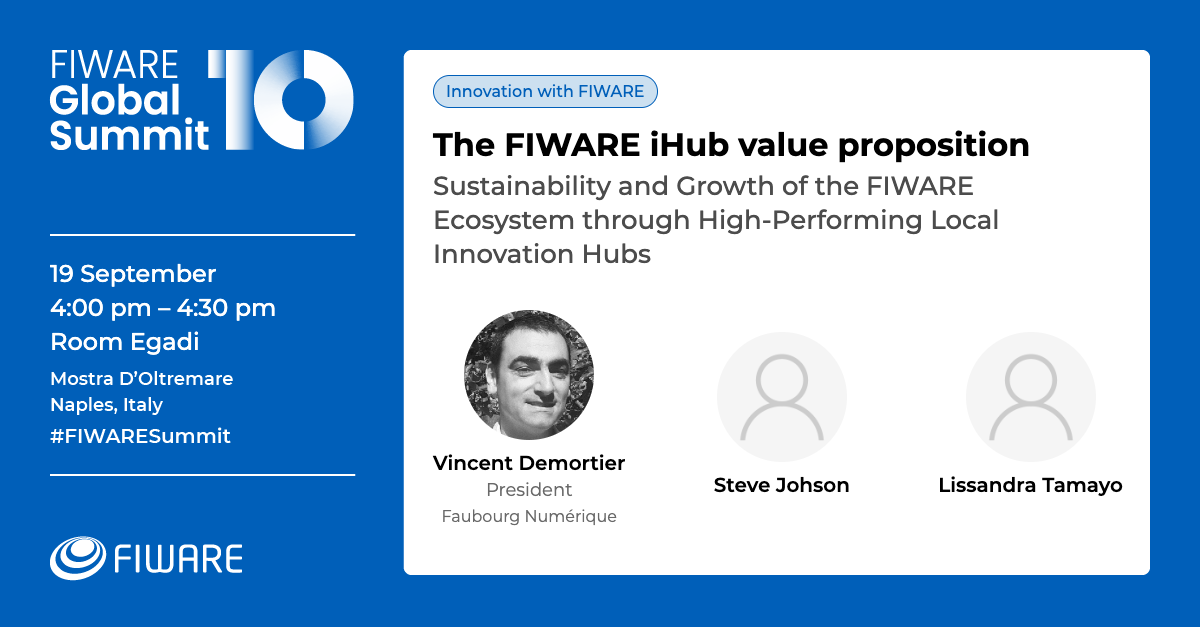 FIWARE
Global
Summit
10
19 September
4:00 pm – 4:30 pm
Room Egadi
Mostra D’Oltremare
Naples, Italy
#FIWARESummit
FIWARE
Innovation with FIWARE
The FIWARE iHub value proposition
Sustainability and Growth of the FIWARE
Ecosystem through High-Performing Local
Innovation Hubs
Vincent Demortier
President
Faubourg Numérique
Steve Johson
Lissandra Tamayo